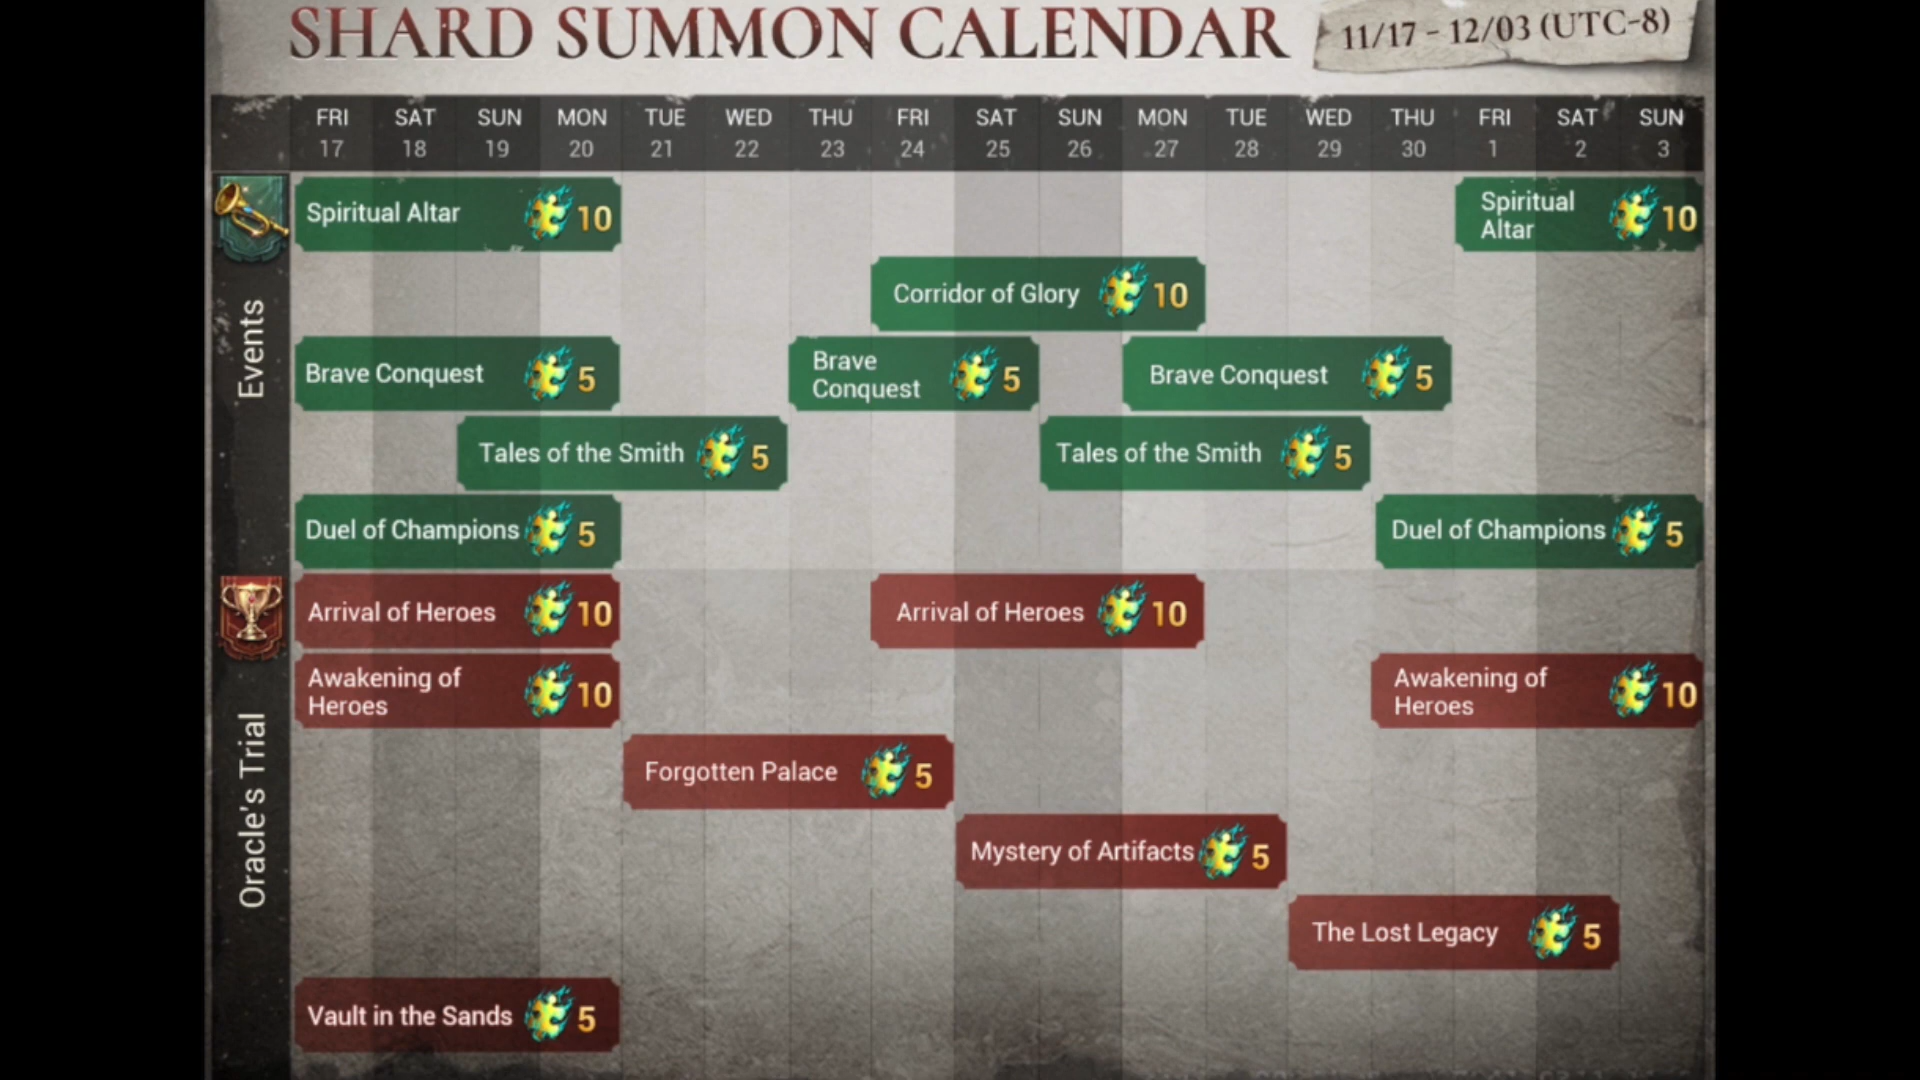 SHARD SUMMON CALENDAR
11/17 - 12/03 (UTC-8)
FRI SAT SUN MON TUE WED THU FRI SAT SUN MON TUE WED THU FRI SAT SUN
17 18 19 20 21 22 23 24 25 26 27 28 29 30 1 2 3
Events
Spiritual Altar 10
Spiritual
Altar 10
Corridor of Glory 10
Brave Conquest 5
Brave
Conquest 5
Brave Conquest 5
Tales of the Smith 5
Tales of the Smith 5
Duel of Champions 5
Duel of Champions 5
Oracle's Trial
Arrival of Heroes 10
Arrival of Heroes 10
Awakening of
Heroes 10
Awakening of
Heroes 10
Forgotten Palace 5
Mystery of Artifacts 5
The Lost Legacy 5
Vault in the Sands 5